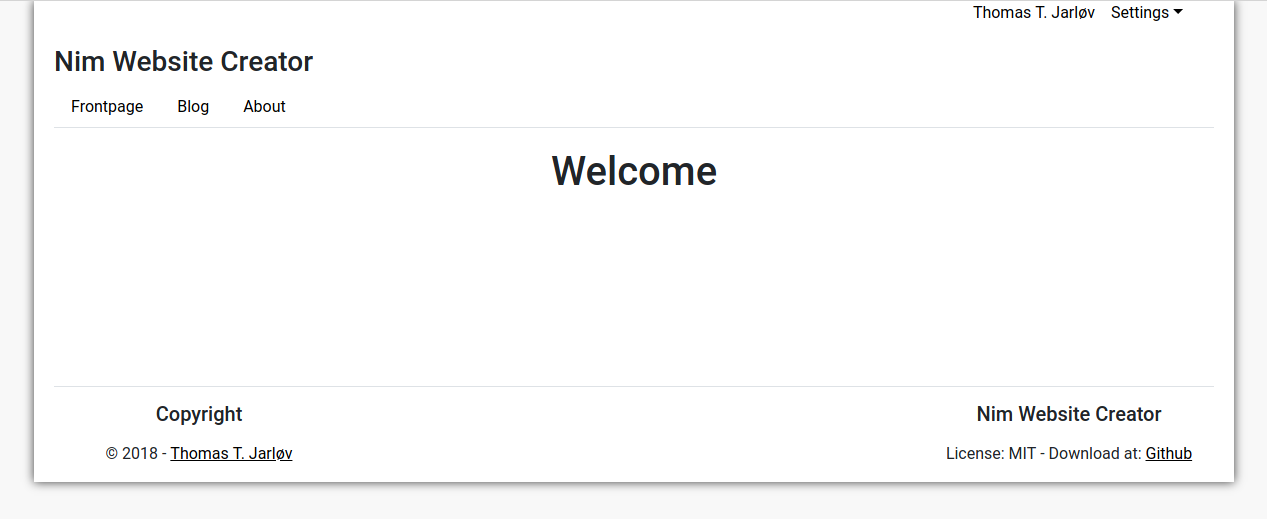 Thomas T. Jarløv Settings
Nim Website Creator
Frontpage Blog About
Welcome
Copyright
© 2018 - Thomas T. Jarløv
Nim Website Creator
License: MIT - Download at: Github